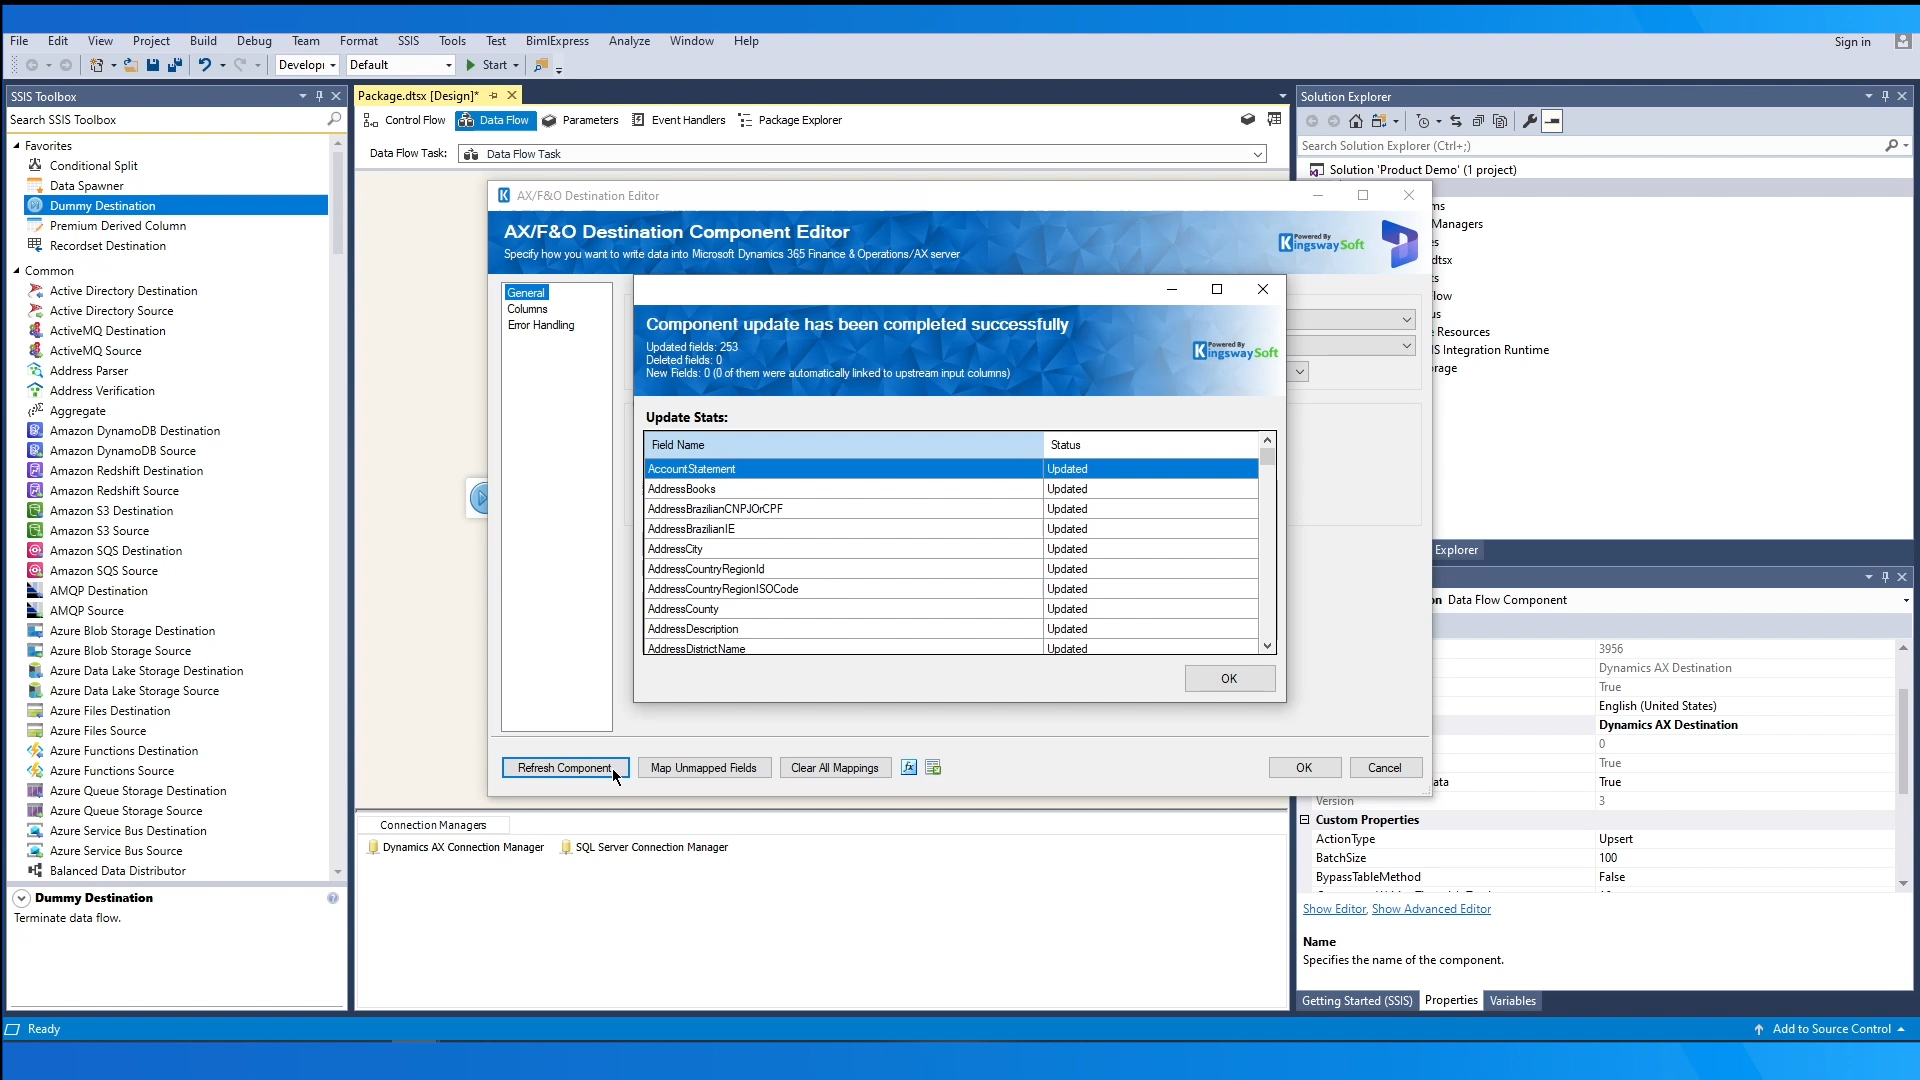 File Edit View Project Build Debug Team Format SSIS Tools Test BimlExpress Analyze Window Help
Sign in
Developi Default Start
SSIS Toolbox
Search SSIS Toolbox
Favorites
Conditional Split
Data Spawner
Dummy Destination
Premium Derived Column
Recordset Destination
Common
Active Directory Destination
Active Directory Source
ActiveMQ Destination
ActiveMQ Source
Address Parser
Address Verification
Aggregate
Amazon DynamoDB Destination
Amazon DynamoDB Source
Amazon Redshift Destination
Amazon Redshift Source
Amazon S3 Destination
Amazon S3 Source
Amazon SQS Destination
Amazon SQS Source
AMQP Destination
AMQP Source
Azure Blob Storage Destination
Azure Blob Storage Source
Azure Data Lake Storage Destination
Azure Data Lake Storage Source
Azure Files Destination
Azure Files Source
Azure Functions Destination
Azure Functions Source
Azure Queue Storage Destination
Azure Queue Storage Source
Azure Service Bus Destination
Azure Service Bus Source
Balanced Data Distributor
Dummy Destination
Terminate data flow.
Package.dtsx [Design]*
Control Flow Data Flow Parameters Event Handlers Package Explorer
Data Flow Task: Data Flow Task
AX/F&O Destination Editor
AX/F&O Destination Component Editor
Specify how you want to write data into Microsoft Dynamics 365 Finance & Operations/AX server
Powered By
KingswaySoft
General
Columns
Error Handling
Component update has been completed successfully
Updated fields: 253
Deleted fields: 0
New Fields: 0 (0 of them were automatically linked to upstream input columns)
Powered By
KingswaySoft
Update Stats:
Field Name Status
AccountStatement Updated
AddressBooks Updated
AddressBrazilianCNPJOrCPF Updated
AddressBrazilianIE Updated
AddressCity Updated
AddressCountryRegionId Updated
AddressCountryRegionISOCode Updated
AddressCounty Updated
AddressDescription Updated
AddressDistrictName Updated
OK
Refresh Component Map Unmapped Fields Clear All Mappings fx OK Cancel
Connection Managers
Dynamics AX Connection Manager SQL Server Connection Manager
Solution Explorer
Search Solution Explorer (Ctrl+;)
Solution 'Product Demo' (1 project)
ms
Managers
es
dtsx
ts
low
us
Resources
IS Integration Runtime
rage
Explorer
on Data Flow Component
3956
Dynamics AX Destination
True
English (United States)
Dynamics AX Destination
0
True
ata True
Version 3
Custom Properties
ActionType Upsert
BatchSize 100
BypassTableMethod False
Show Editor, Show Advanced Editor
Name
Specifies the name of the component.
Getting Started (SSIS) Properties Variables
Ready
Add to Source Control